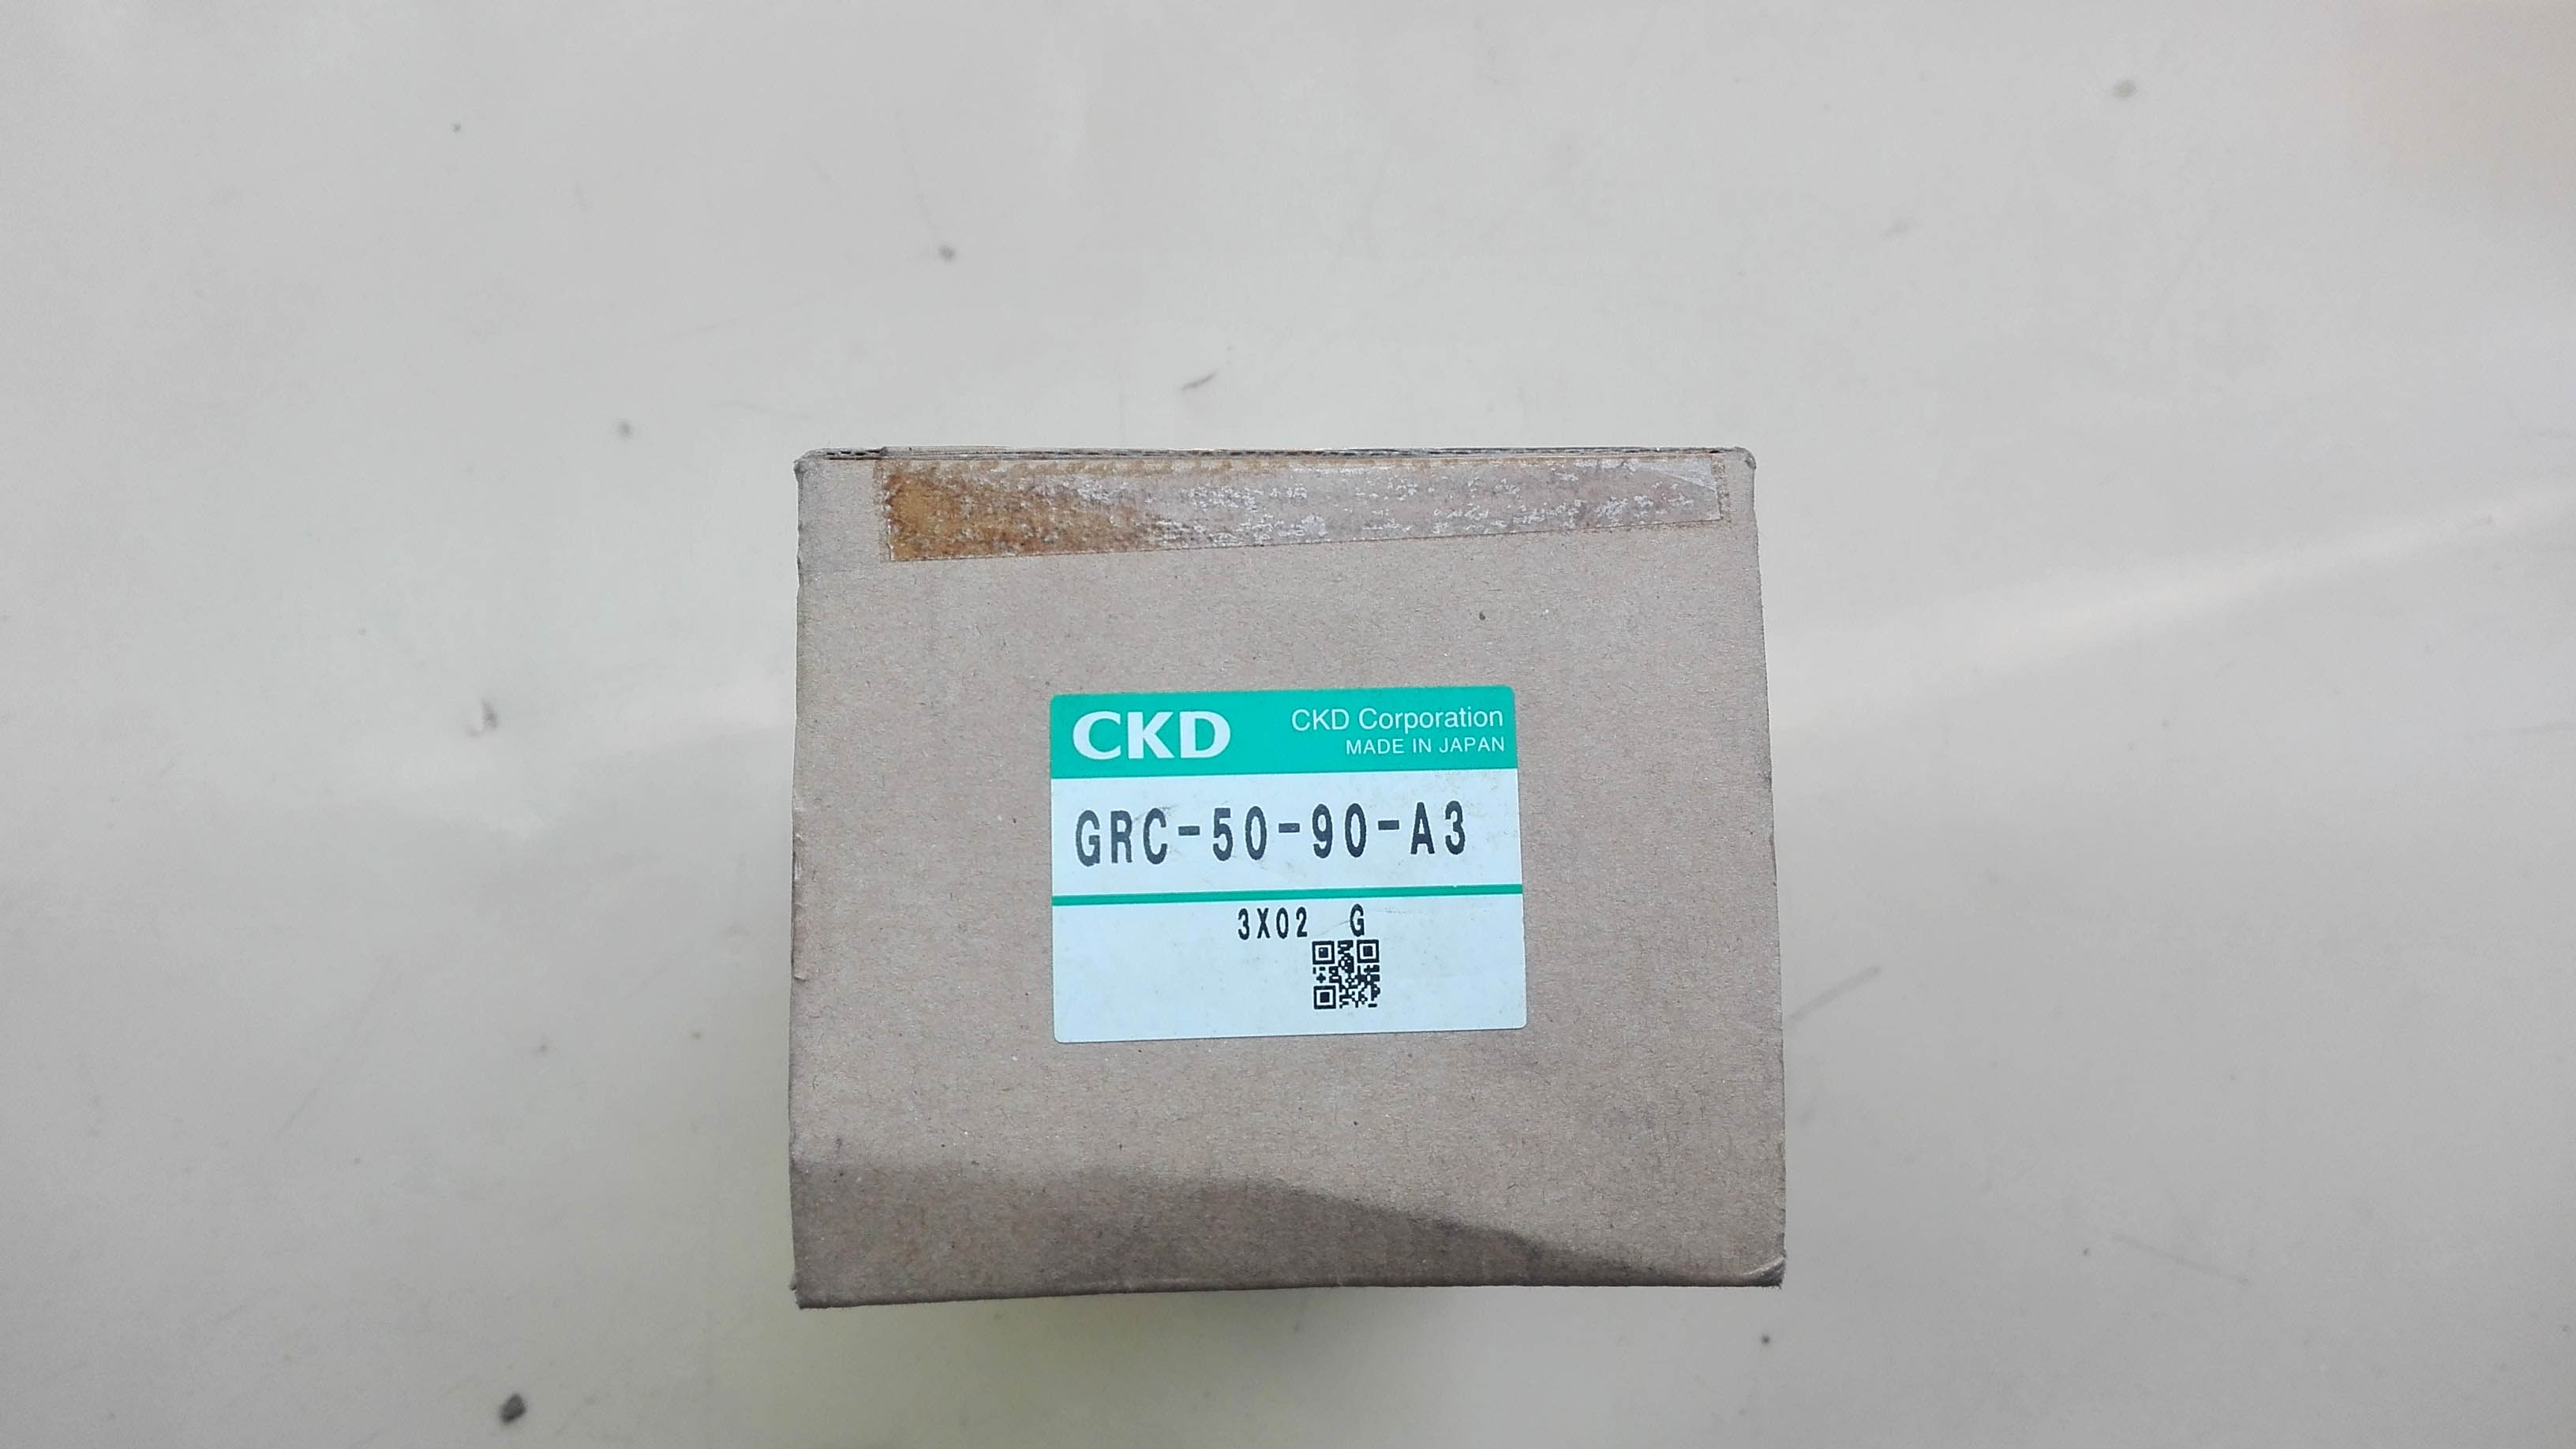 CKD
CKD Corporation
MADE IN JAPAN
GRC-50-90-A3
3X02 G